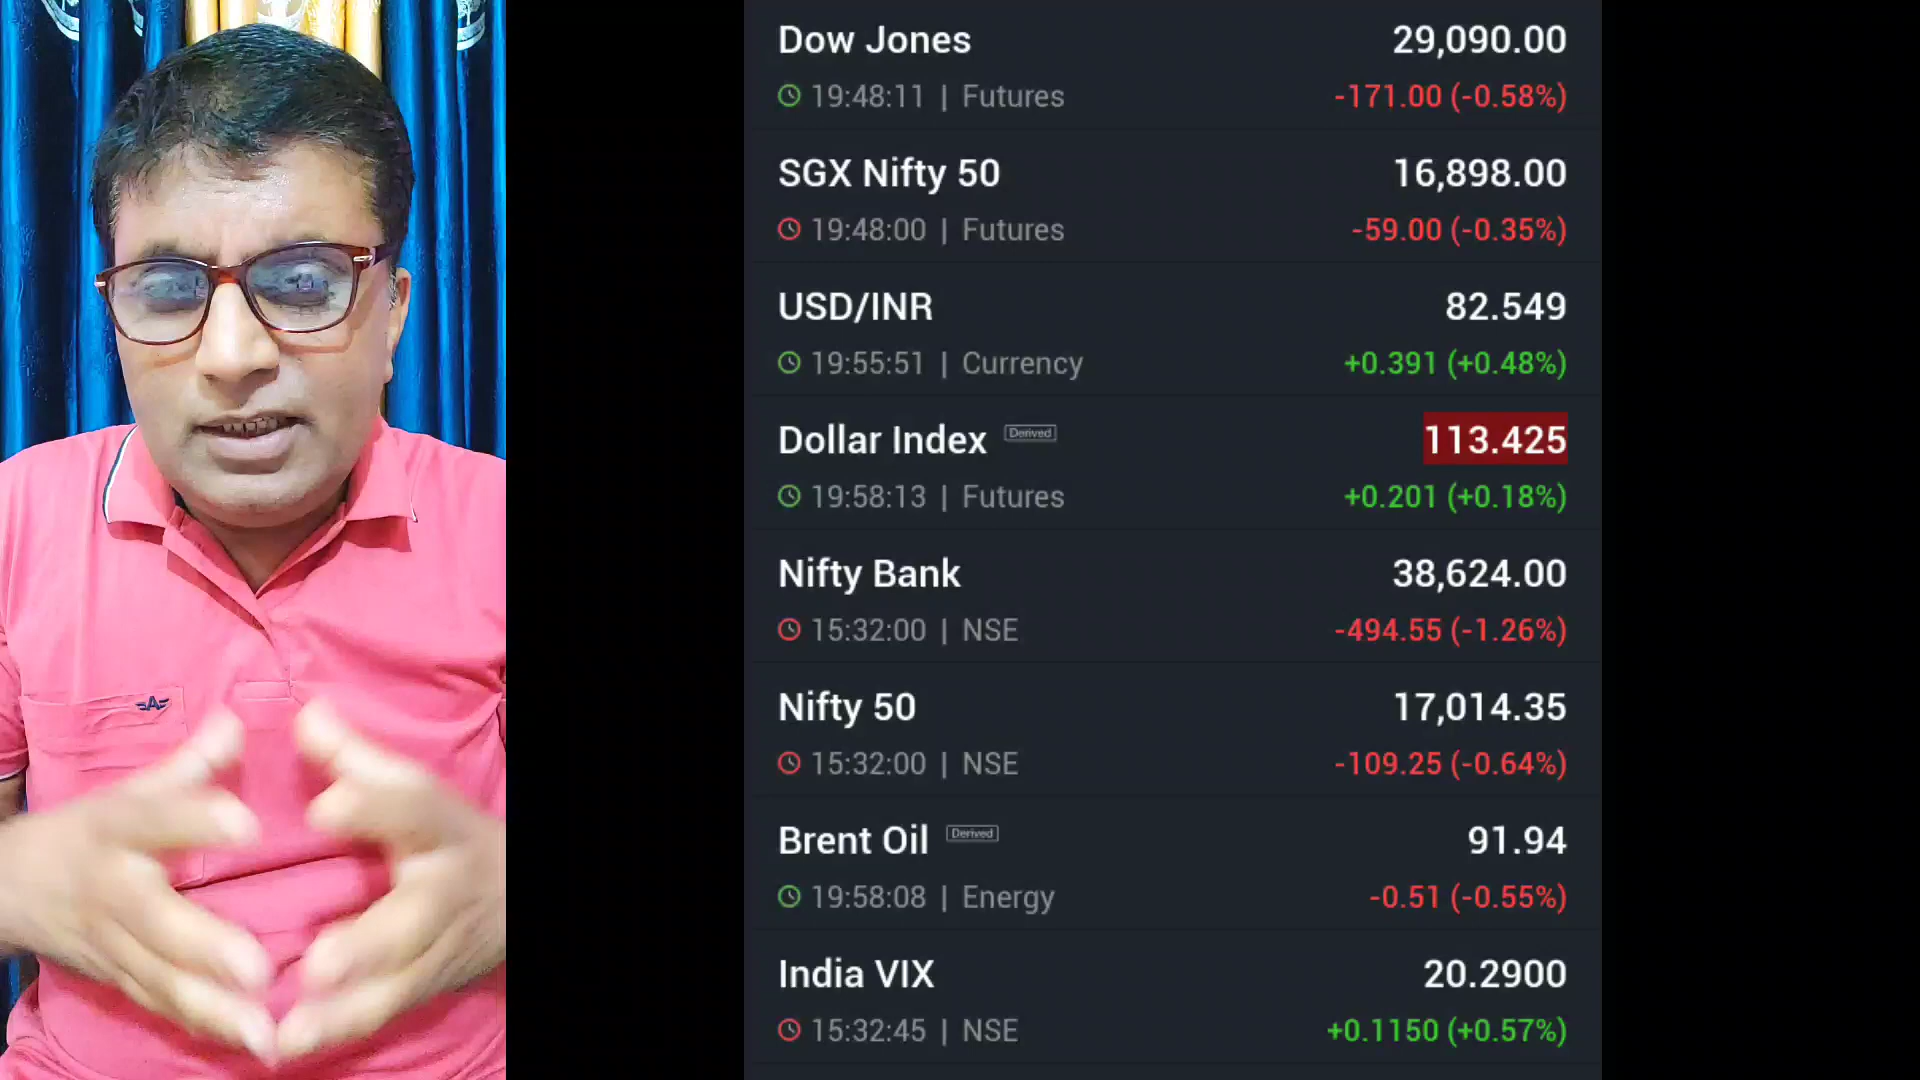 Dow Jones 29,090.00
19:48:11 | Futures -171.00 (-0.58%)
SGX Nifty 50 16,898.00
19:48:00 | Futures -59.00 (-0.35%)
USD/INR 82.549
19:55:51 | Currency +0.391 (+0.48%)
Dollar Index Derived 113.425
19:58:13 | Futures +0.201 (+0.18%)
Nifty Bank 38,624.00
15:32:00 | NSE -494.55 (-1.26%)
Nifty 50 17,014.35
15:32:00 | NSE -109.25 (-0.64%)
Brent Oil Derived 91.94
19:58:08 | Energy -0.51 (-0.55%)
India VIX 20.2900
15:32:45 | NSE +0.1150 (+0.57%)
A